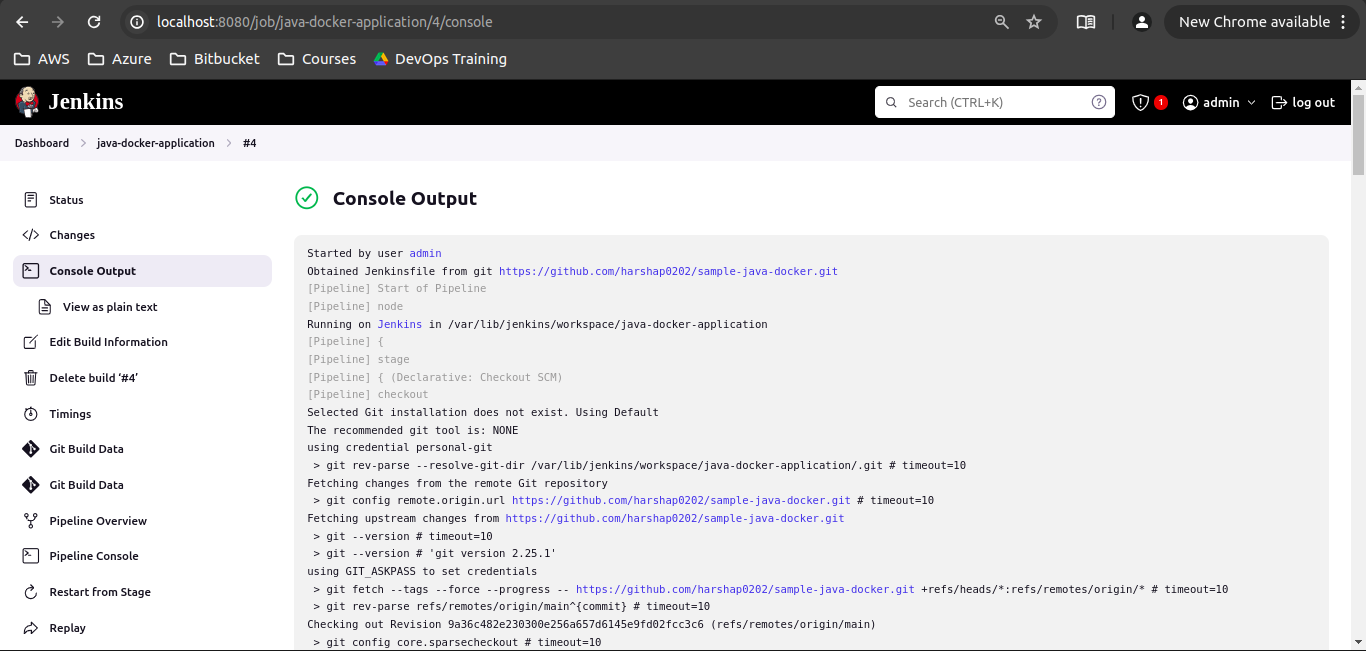 localhost:8080/job/java-docker-application/4/console
New Chrome available
AWS
Azure
Bitbucket
Courses
DevOps Training
Jenkins
Search (CTRL+K)
?
1
admin
log out
Dashboard
java-docker-application
#4
Status
Changes
Console Output
View as plain text
Edit Build Information
Delete build ‘#4’
Timings
Git Build Data
Git Build Data
Pipeline Overview
Pipeline Console
Restart from Stage
Replay
Console Output
Started by user admin
Obtained Jenkinsfile from git https://github.com/harshap0202/sample-java-docker.git
[Pipeline] Start of Pipeline
[Pipeline] node
Running on Jenkins in /var/lib/jenkins/workspace/java-docker-application
[Pipeline] {
[Pipeline] stage
[Pipeline] { (Declarative: Checkout SCM)
[Pipeline] checkout
Selected Git installation does not exist. Using Default
The recommended git tool is: NONE
using credential personal-git
> git rev-parse --resolve-git-dir /var/lib/jenkins/workspace/java-docker-application/.git # timeout=10
Fetching changes from the remote Git repository
> git config remote.origin.url https://github.com/harshap0202/sample-java-docker.git # timeout=10
Fetching upstream changes from https://github.com/harshap0202/sample-java-docker.git
> git --version # timeout=10
> git --version # 'git version 2.25.1'
using GIT_ASKPASS to set credentials
> git fetch --tags --force --progress -- https://github.com/harshap0202/sample-java-docker.git +refs/heads/*:refs/remotes/origin/* # timeout=10
> git rev-parse refs/remotes/origin/main^{commit} # timeout=10
Checking out Revision 9a36c482e230300e256a657d6145e9fd02fcc3c6 (refs/remotes/origin/main)
> git config core.sparsecheckout # timeout=10